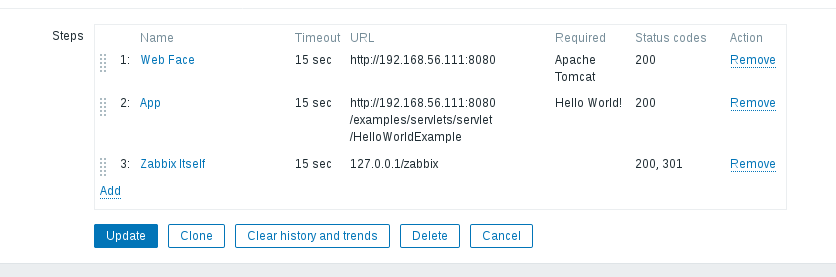 Steps
Name Timeout URL Required Status codes Action
1: Web Face 15 sec http://192.168.56.111:8080 Apache Tomcat 200 Remove
2: App 15 sec http://192.168.56.111:8080 Hello World! 200 Remove
/examples/servlets/servlet
/HelloWorldExample
3: Zabbix Itself 15 sec 127.0.0.1/zabbix 200, 301 Remove
Add
Update Clone Clear history and trends Delete Cancel